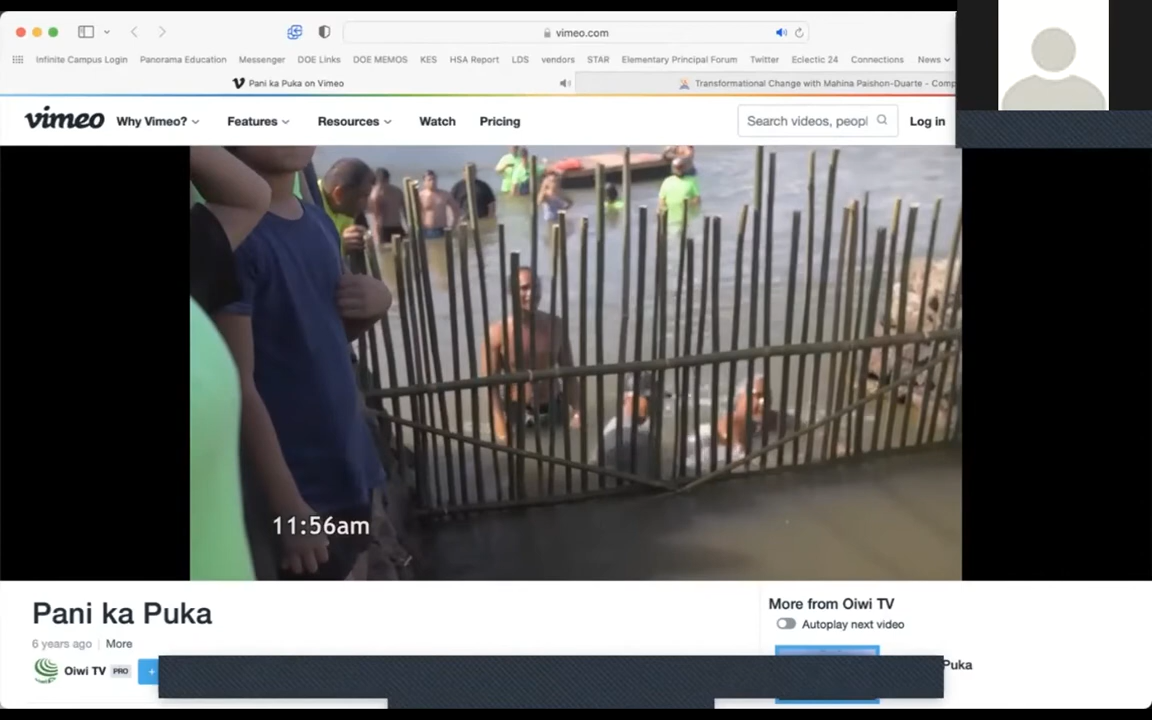 vimeo.com
Infinite Campus Login Panorama Education Messenger DOE Links DOE MEMOS KES HSA Report LDS vendors STAR Elementary Principal Forum Twitter Eclectic 24 Connections News
Pani ka Puka on Vimeo
Transformational Change with Mahina Paishon-Duarte - Comp
vimeo Why Vimeo? Features Resources Watch Pricing Search videos, peopl Log in
11:56am
Pani ka Puka
6 years ago | More
Oiwi TV PRO +
More from Oiwi TV
Autoplay next video
Puka